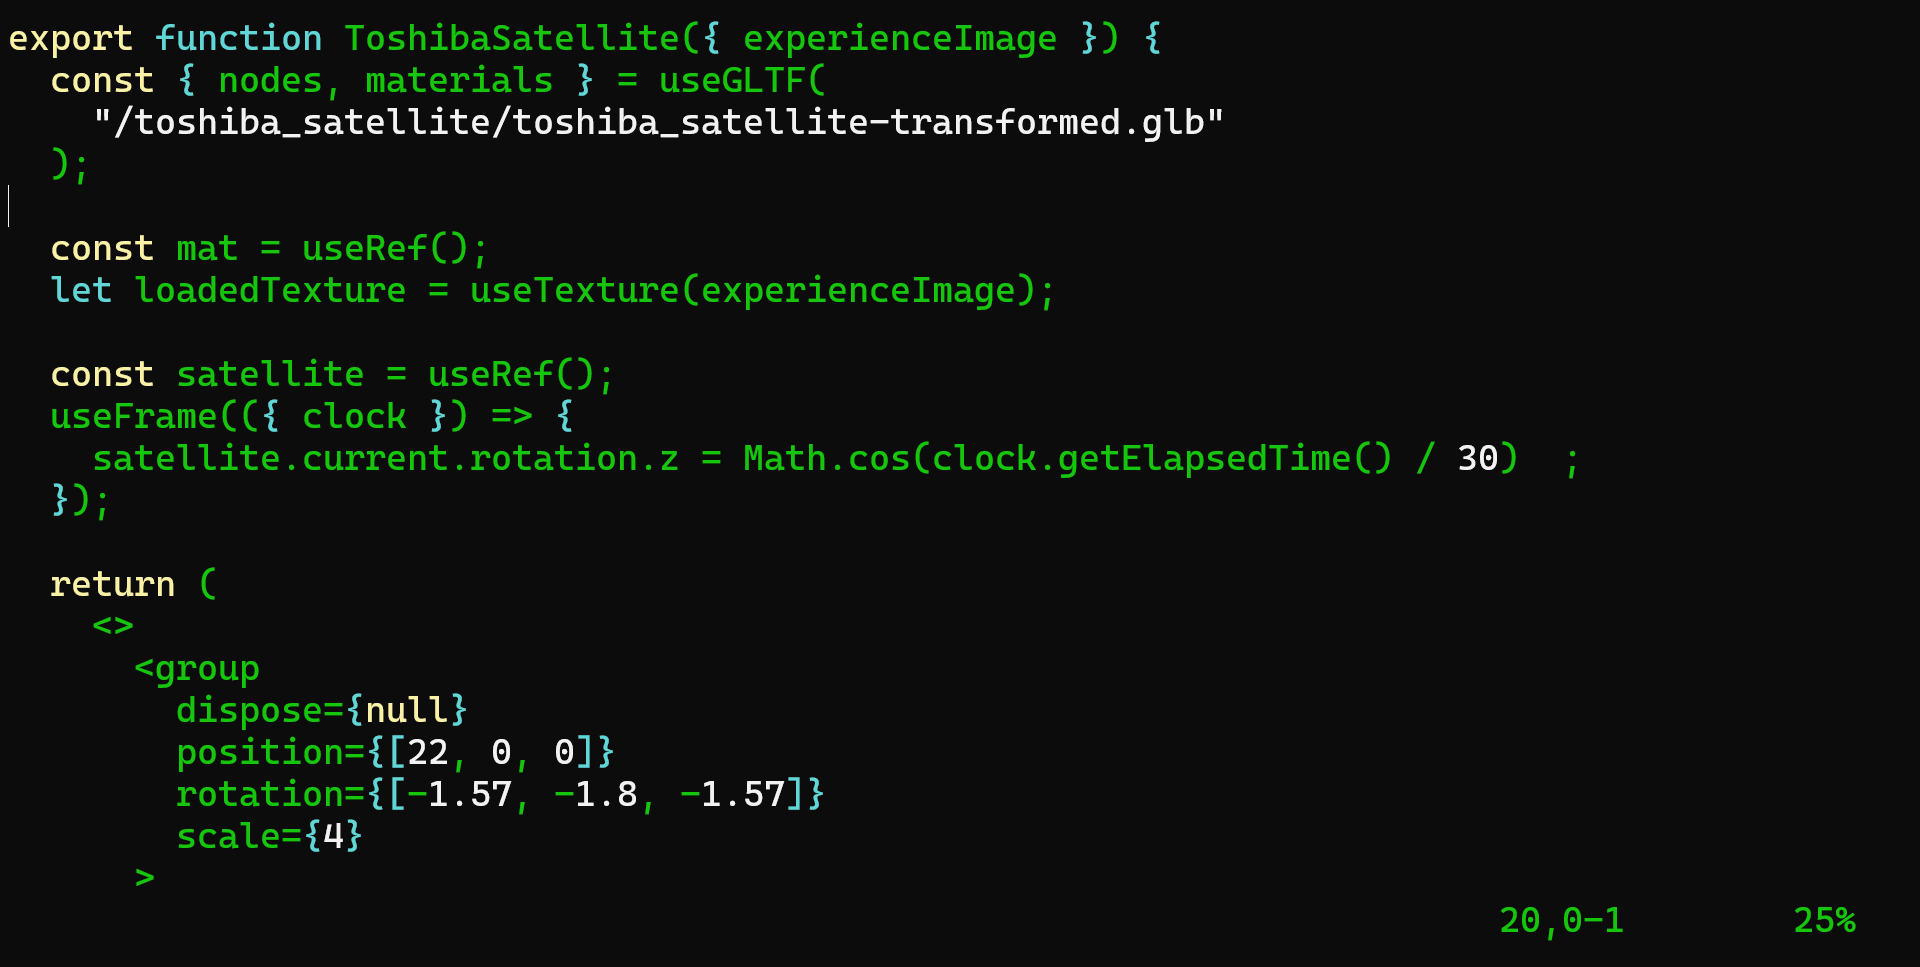 export function ToshibaSatellite({ experienceImage }) {
  const { nodes, materials } = useGLTF(
    "/toshiba_satellite/toshiba_satellite-transformed.glb"
  );

  const mat = useRef();
  let loadedTexture = useTexture(experienceImage);

  const satellite = useRef();
  useFrame(({ clock }) => {
    satellite.current.rotation.z = Math.cos(clock.getElapsedTime() / 30)  ;
  });

  return (
    <>
      <group
        dispose={null}
        position={[22, 0, 0]}
        rotation={[-1.57, -1.8, -1.57]}
        scale={4}
      >
20,0-1        25%